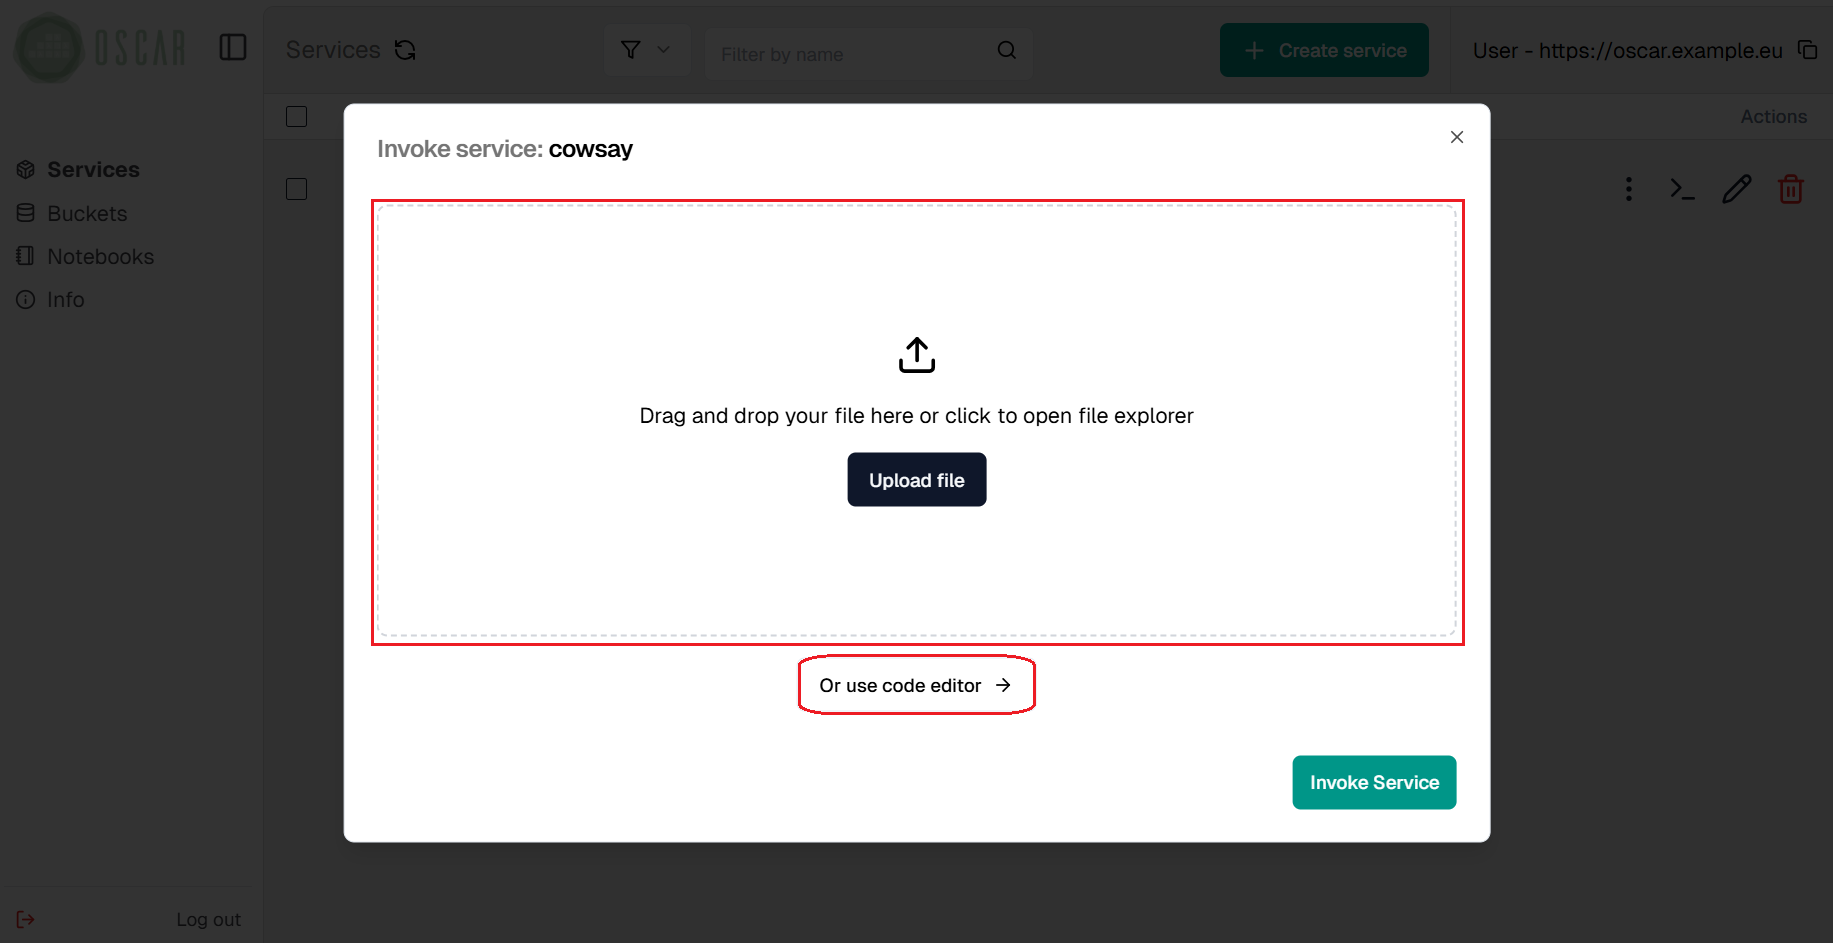 OSCAR
Services
Filter by name
Create service
User - https://oscar.example.eu
Actions
Services
Buckets
Notebooks
Info
Invoke service: cowsay
Drag and drop your file here or click to open file explorer
Upload file
Or use code editor
Invoke Service
Log out